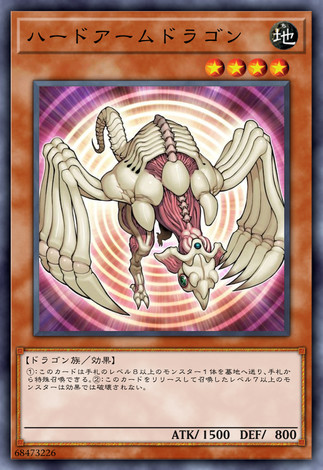 ハードアームドラゴン
地
【ドラゴン族/効果】
①:このカードは手札のレベル８以上のモンスター１体を墓地へ送り、手札か
ら特殊召喚できる。②:このカードをリリースして召喚したレベル７以上のモ
ンスターは効果では破壊されない。
ATK/1500 DEF/ 800
68473226